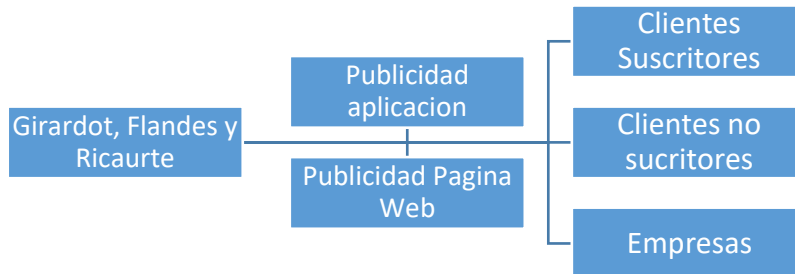 Girardot, Flandes y
Ricaurte
Publicidad
aplicacion
Publicidad Pagina
Web
Clientes
Suscritores
Clientes no
sucritores
Empresas